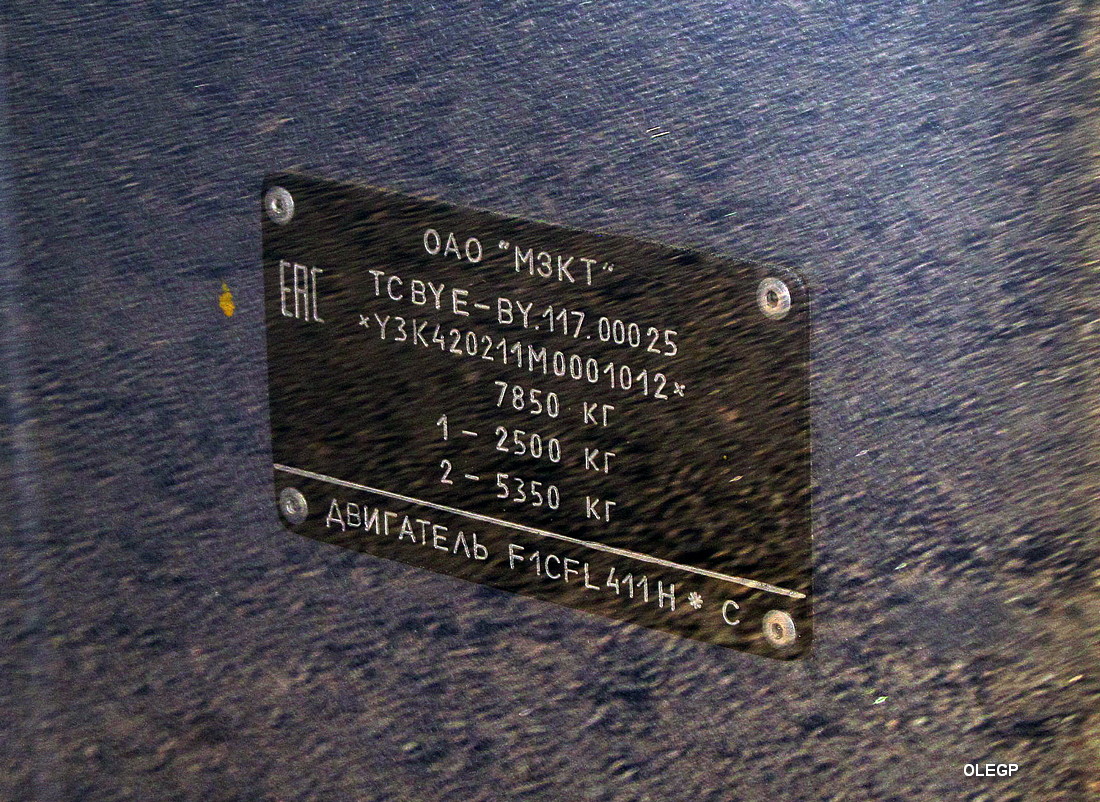 ОАО "МЗКТ"
EAC
ТС BY E-BY.117.00025
*Y3K420211M0001012*
7850 кг
1 - 2500 кг
2 - 5350 кг
ДВИГАТЕЛЬ F1CFL411H * C
OLEGP